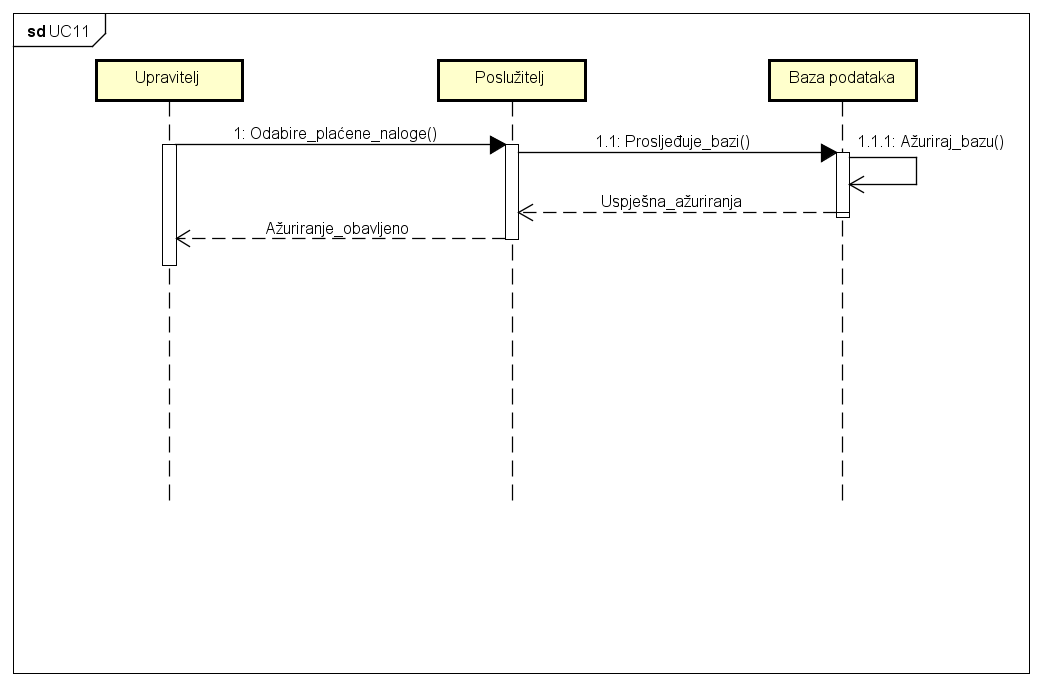 sd UC11
Upravitelj
Poslužitelj
Baza podataka
1: Odabire_plaćene_naloge()
1.1: Prosljeđuje_bazi()
1.1.1: Ažuriraj_bazu()
Uspješna_ažuriranja
Ažuriranje_obavljeno